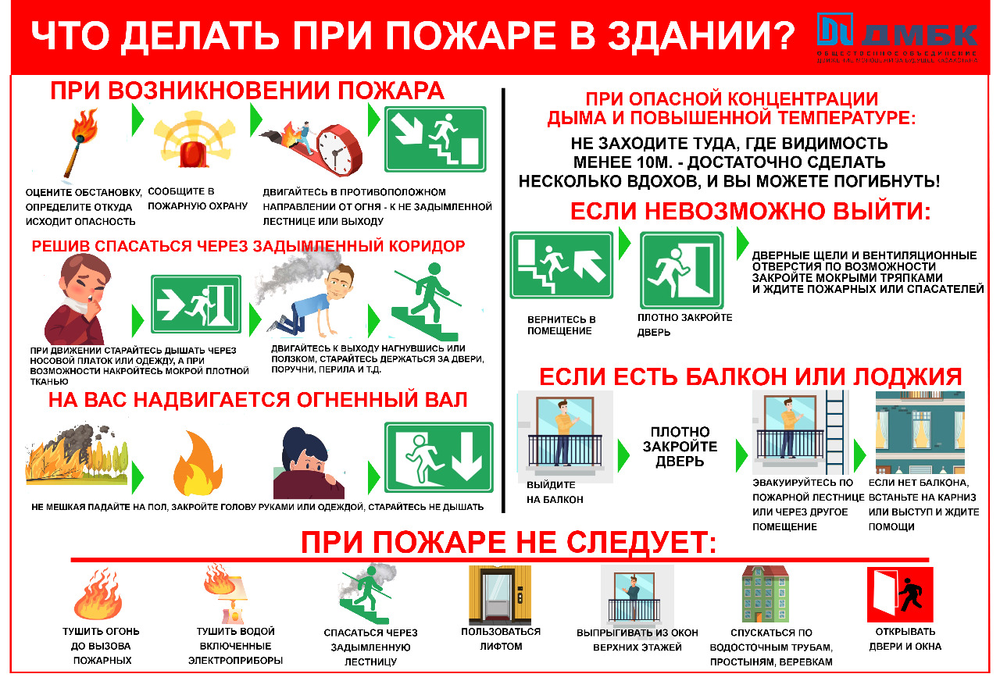 ЧТО ДЕЛАТЬ ПРИ ПОЖАРЕ В ЗДАНИИ?
ДМБК
ОБЩЕСТВЕННОЕ ОБЪЕДИНЕНИЕ
ДВИЖЕНИЕ МОЛОДЕЖИ ЗА БУДУЩЕЕ КАЗАХСТАНА
ПРИ ВОЗНИКНОВЕНИИ ПОЖАРА
ОЦЕНИТЕ ОБСТАНОВКУ,
ОПРЕДЕЛИТЕ ОТКУДА
ИСХОДИТ ОПАСНОСТЬ
СООБЩИТЕ В
ПОЖАРНУЮ ОХРАНУ
ДВИГАЙТЕСЬ В ПРОТИВОПОЛОЖНОМ
НАПРАВЛЕНИИ ОТ ОГНЯ - К НЕ ЗАДЫМЛЕННОЙ
ЛЕСТНИЦЕ ИЛИ ВЫХОДУ
РЕШИВ СПАСАТЬСЯ ЧЕРЕЗ ЗАДЫМЛЕННЫЙ КОРИДОР
ПРИ ДВИЖЕНИИ СТАРАЙТЕСЬ ДЫШАТЬ ЧЕРЕЗ
НОСОВОЙ ПЛАТОК ИЛИ ОДЕЖДУ, А ПРИ
ВОЗМОЖНОСТИ НАКРОЙТЕСЬ МОКРОЙ ПЛОТНОЙ
ТКАНЬЮ
ДВИГАЙТЕСЬ К ВЫХОДУ НАГНУВШИСЬ ИЛИ
ПОЛЗКОМ, СТАРАЙТЕСЬ ДЕРЖАТЬСЯ ЗА ДВЕРИ,
ПОРУЧНИ, ПЕРИЛА И Т.Д.
НА ВАС НАДВИГАЕТСЯ ОГНЕННЫЙ ВАЛ
НЕ МЕШКАЯ ПАДАЙТЕ НА ПОЛ, ЗАКРОЙТЕ ГОЛОВУ РУКАМИ ИЛИ ОДЕЖДОЙ, СТАРАЙТЕСЬ НЕ ДЫШАТЬ
ПРИ ОПАСНОЙ КОНЦЕНТРАЦИИ
ДЫМА И ПОВЫШЕННОЙ ТЕМПЕРАТУРЕ:
НЕ ЗАХОДИТЕ ТУДА, ГДЕ ВИДИМОСТЬ
МЕНЕЕ 10М. - ДОСТАТОЧНО СДЕЛАТЬ
НЕСКОЛЬКО ВДОХОВ, И ВЫ МОЖЕТЕ ПОГИБНУТЬ!
ЕСЛИ НЕВОЗМОЖНО ВЫЙТИ:
ВЕРНИТЕСЬ В
ПОМЕЩЕНИЕ
ПЛОТНО ЗАКРОЙТЕ
ДВЕРЬ
ДВЕРНЫЕ ЩЕЛИ И ВЕНТИЛЯЦИОННЫЕ
ОТВЕРСТИЯ ПО ВОЗМОЖНОСТИ
ЗАКРОЙТЕ МОКРЫМИ ТРЯПКАМИ
И ЖДИТЕ ПОЖАРНЫХ ИЛИ СПАСАТЕЛЕЙ
ЕСЛИ ЕСТЬ БАЛКОН ИЛИ ЛОДЖИЯ
ВЫЙДИТЕ
НА БАЛКОН
ПЛОТНО
ЗАКРОЙТЕ
ДВЕРЬ
ЭВАКУИРУЙТЕСЬ ПО
ПОЖАРНОЙ ЛЕСТНИЦЕ
ИЛИ ЧЕРЕЗ ДРУГОЕ
ПОМЕЩЕНИЕ
ЕСЛИ НЕТ БАЛКОНА,
ВСТАНЬТЕ НА КАРНИЗ
ИЛИ ВЫСТУП И ЖДИТЕ
ПОМОЩИ
ПРИ ПОЖАРЕ НЕ СЛЕДУЕТ:
ТУШИТЬ ОГОНЬ
ДО ВЫЗОВА
ПОЖАРНЫХ
ТУШИТЬ ВОДОЙ
ВКЛЮЧЕННЫЕ
ЭЛЕКТРОПРИБОРЫ
СПАСАТЬСЯ ЧЕРЕЗ
ЗАДЫМЛЕННУЮ
ЛЕСТНИЦУ
ПОЛЬЗОВАТЬСЯ
ЛИФТОМ
ВЫПРЫГИВАТЬ ИЗ ОКОН
ВЕРХНИХ ЭТАЖЕЙ
СПУСКАТЬСЯ ПО
ВОДОСТОЧНЫМ ТРУБАМ,
ПРОСТЫНЯМ, ВЕРЕВКАМ
ОТКРЫВАТЬ
ДВЕРИ И ОКНА